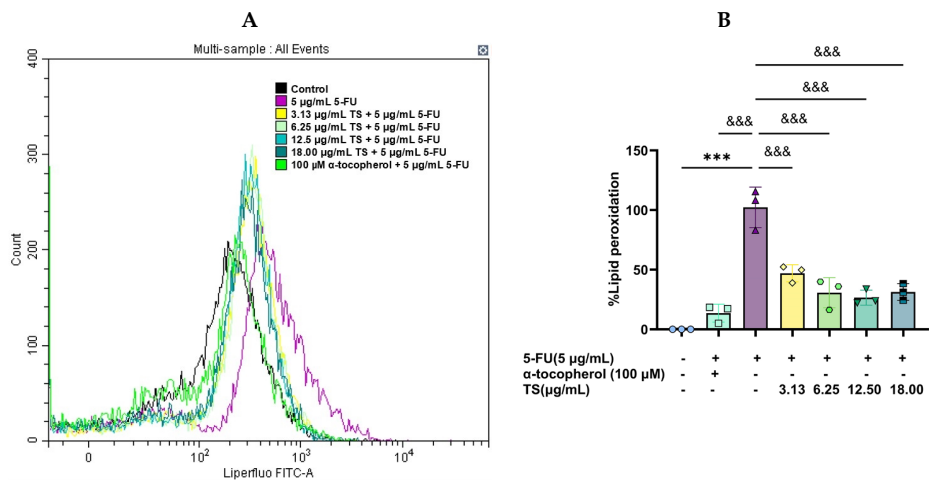 A
B
Multi-sample : All Events
400
300
200
100
0
Count
Control
5 µg/mL 5-FU
3.13 µg/mL TS + 5 µg/mL 5-FU
6.25 µg/mL TS + 5 µg/mL 5-FU
12.5 µg/mL TS + 5 µg/mL 5-FU
18.00 µg/mL TS + 5 µg/mL 5-FU
100 µM α-tocopherol + 5 µg/mL 5-FU
0 10² 10³ 10⁴
Liperfluo FITC-A
&&&
&&&
&&& &&&
*** &&&
150
100
50
0
%Lipid peroxidation
5-FU(5 µg/mL) - + + + + + +
α-tocopherol (100 µM) - + - - - - -
TS(µg/mL) - - - 3.13 6.25 12.50 18.00